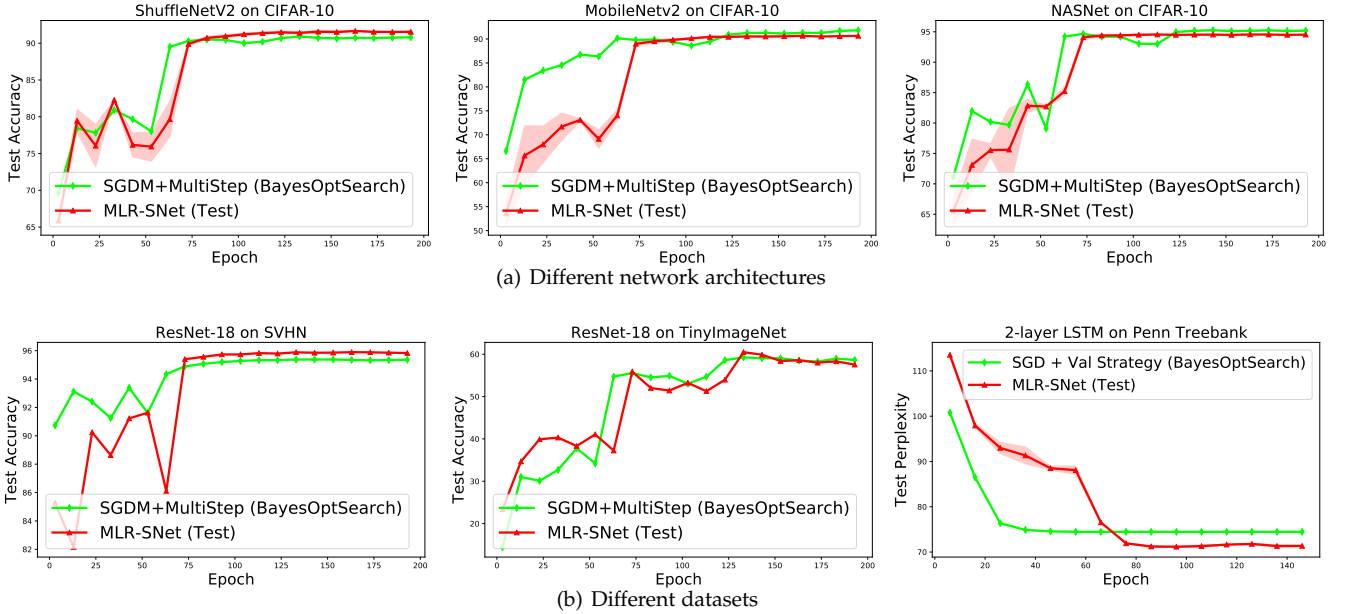 ShuffleNetV2 on CIFAR-10
Test Accuracy
90
85
80
75
70
65
SGDM+MultiStep (BayesOptSearch)
MLR-SNet (Test)
0 25 50 75 100 125 150 175 200
Epoch
MobileNetv2 on CIFAR-10
Test Accuracy
90
85
80
75
70
65
60
55
50
SGDM+MultiStep (BayesOptSearch)
MLR-SNet (Test)
0 25 50 75 100 125 150 175 200
Epoch
NASNet on CIFAR-10
Test Accuracy
95
90
85
80
75
70
65
SGDM+MultiStep (BayesOptSearch)
MLR-SNet (Test)
0 25 50 75 100 125 150 175 200
Epoch
(a) Different network architectures
ResNet-18 on SVHN
Test Accuracy
96
94
92
90
88
86
84
82
SGDM+MultiStep (BayesOptSearch)
MLR-SNet (Test)
0 25 50 75 100 125 150 175 200
Epoch
ResNet-18 on TinyImageNet
Test Accuracy
60
50
40
30
20
SGDM+MultiStep (BayesOptSearch)
MLR-SNet (Test)
0 25 50 75 100 125 150 175 200
Epoch
2-layer LSTM on Penn Treebank
Test Perplexity
110
100
90
80
70
SGD + Val Strategy (BayesOptSearch)
MLR-SNet (Test)
0 20 40 60 80 100 120 140
Epoch
(b) Different datasets